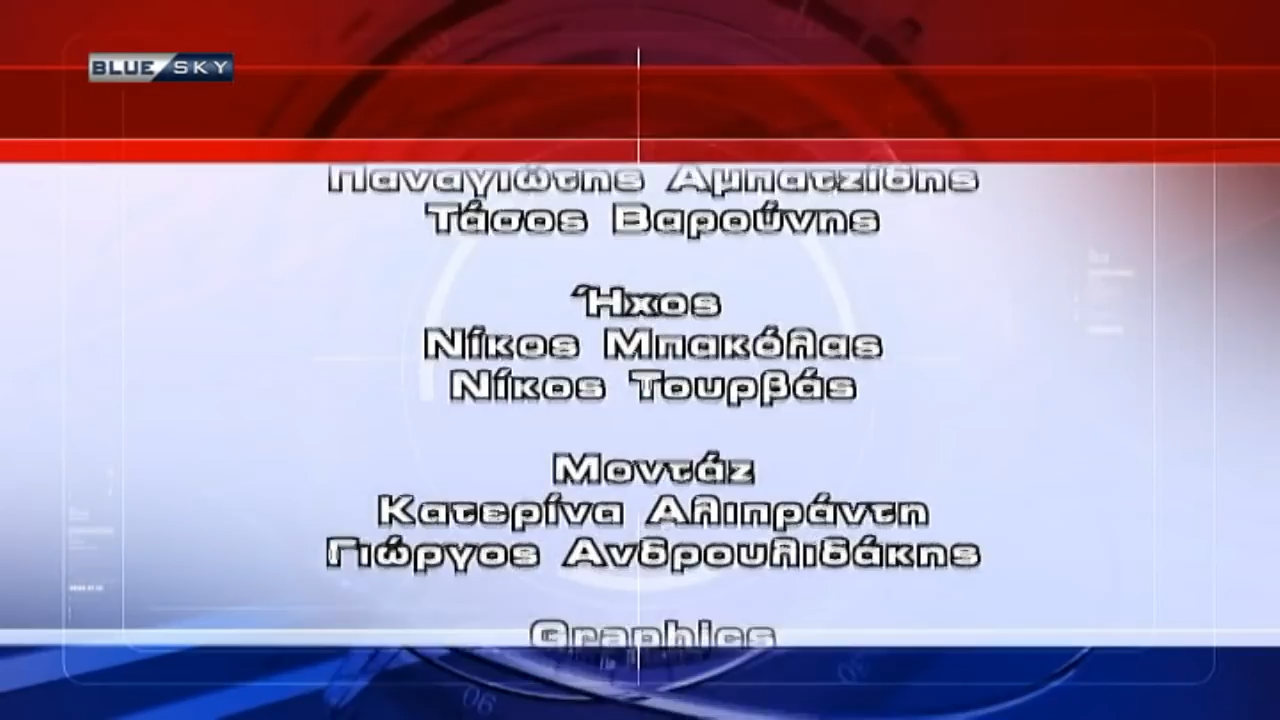 BLUE SKY
Παναγιώτης Αμπατζίδης
Τάσος Βαρούνης
Ήχος
Νίκος Μπακόλας
Νίκος Τουρβάς
Μοντάζ
Κατερίνα Αλιπράντη
Γιώργος Ανδρουλιδάκης
Graphics